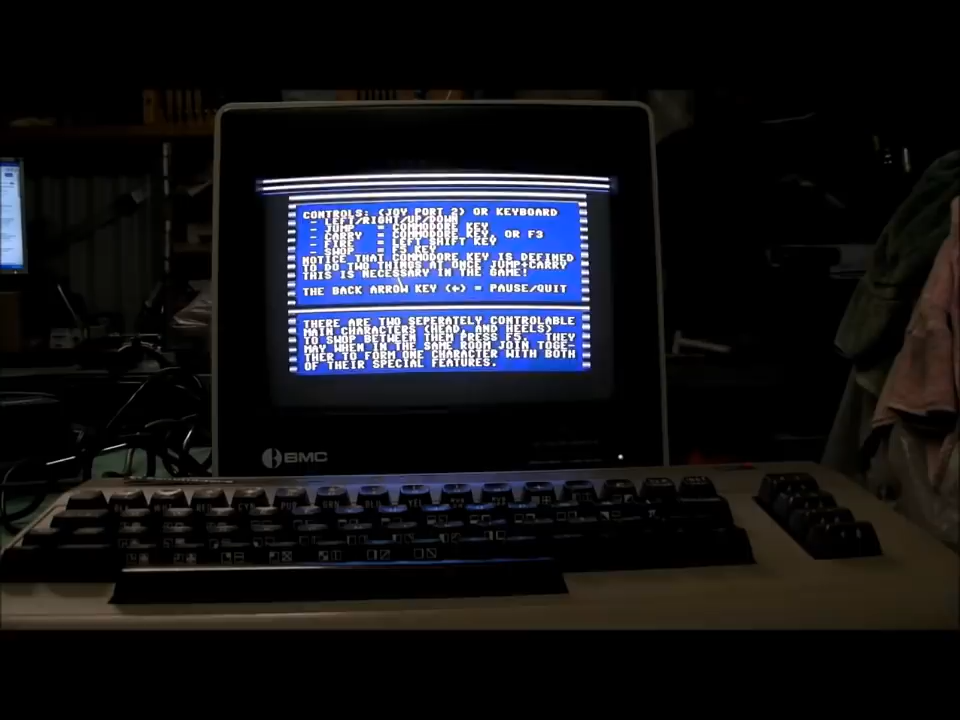 CONTROLS: (JOY PORT 2) OR KEYBOARD
- LEFT/RIGHT/UP/DOWN
- JUMP = COMMODORE KEY
- CARRY = COMMODORE KEY, OR F3
- FIRE = LEFT SHIFT KEY
- SWOP = F5 KEY
NOTICE THAT COMMODORE KEY IS DEFINED
TO DO TWO THINGS AT ONCE JUMP+CARRY
THIS IS NECESSARY IN THE GAME!
THE BACK ARROW KEY (←) = PAUSE/QUIT
THERE ARE TWO SEPERATELY CONTROLABLE
MAIN CHARACTERS (HEAD, AND HEELS)
TO SWOP BETWEEN THEM PRESS F5. THEY
MAY WHEN IN THE SAME ROOM JOIN TOGE-
THER TO FORM ONE CHARACTER WITH BOTH
OF THEIR SPECIAL FEATURES.
BMC